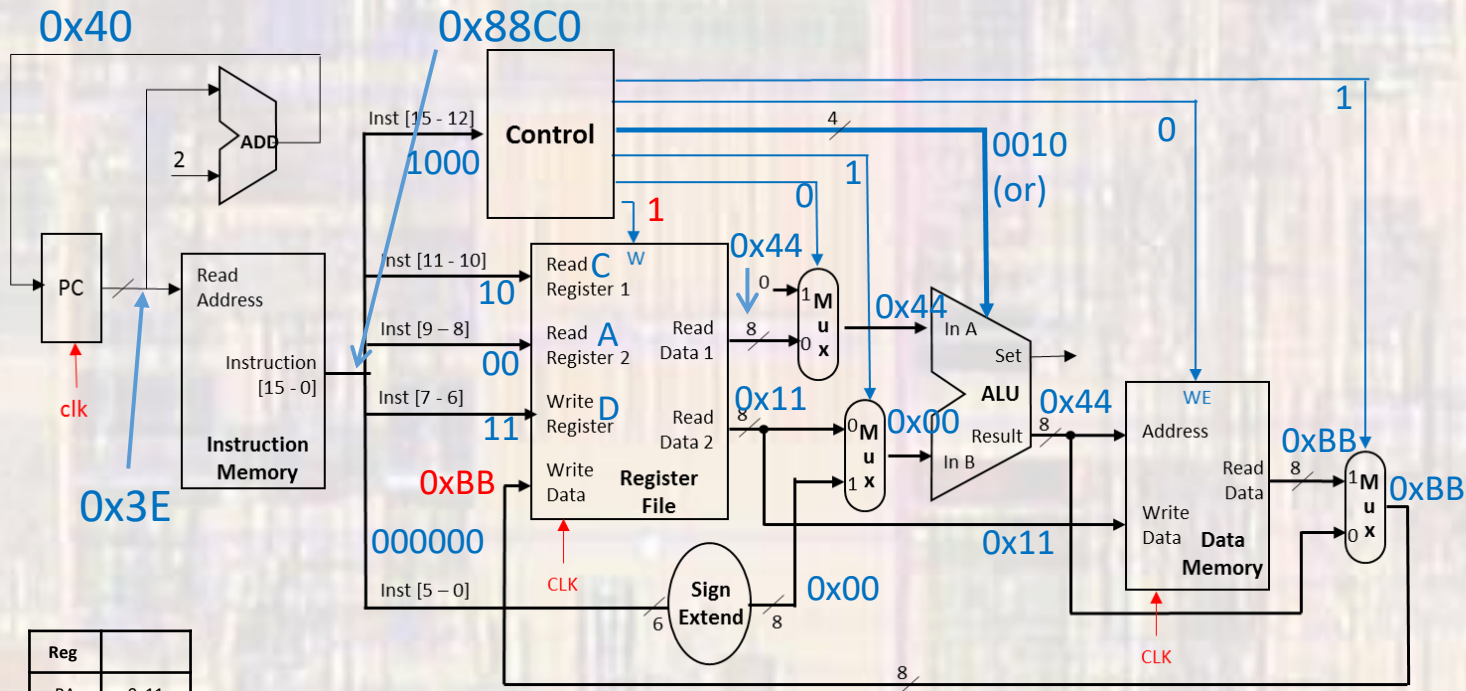 0x40
0x88C0
ADD
2
PC
clk
0x3E
Read
Address
Instruction
[15 - 0]
Instruction
Memory
Inst [15 - 12]
1000
Control
4
0010
(or)
1
0
1
0
1
Inst [11 - 10]
10
Inst [9 – 8]
00
Inst [7 - 6]
11
0xBB
000000
Inst [5 – 0]
6
Read C W
Register 1
Read A
Register 2
Write D
Register
Write
Data
Read
Data 1
Read
Data 2
Register
File
CLK
Sign
Extend
8
0x00
0x44
8
0
1
M
u
x
0
0x44
0x11
8
0
M
u
x
1
0x00
In A
Set
ALU
Result
In B
0x44
8
0x11
WE
Address
Read
Data
Write
Data
Data
Memory
CLK
0xBB
8
1
M
u
x
0
0xBB
8
Reg